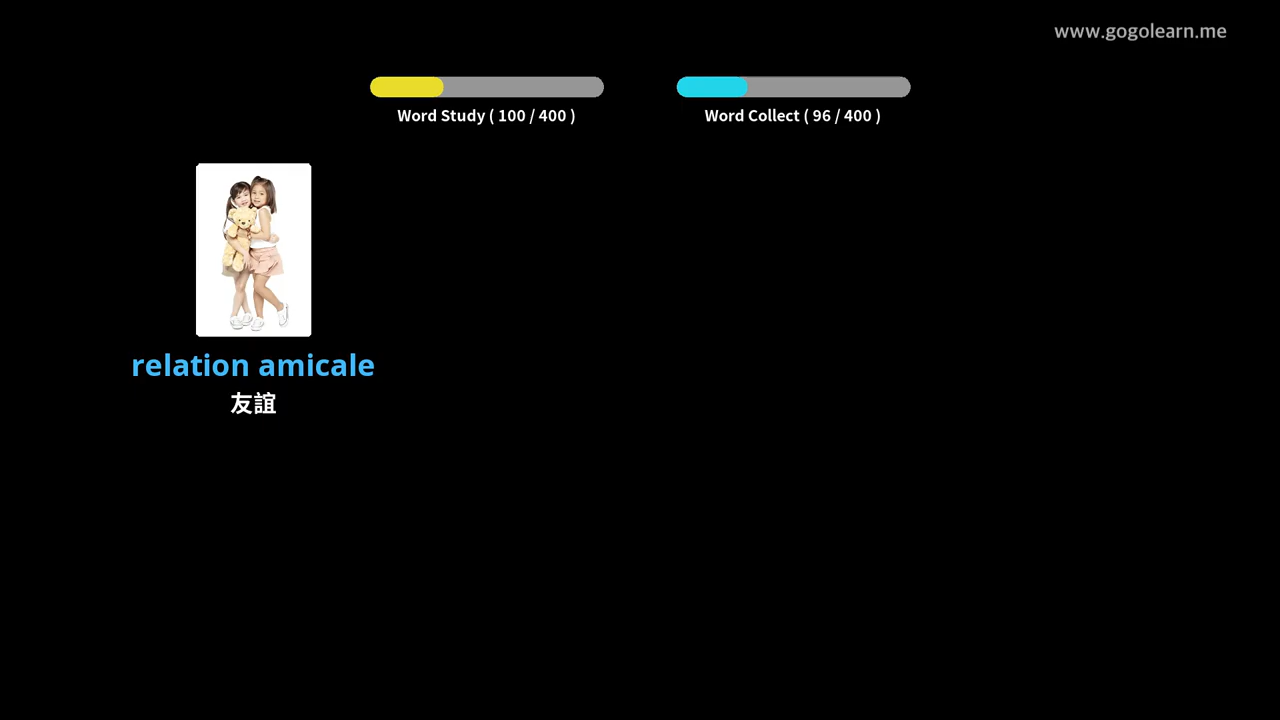 www.gogolearn.me
Word Study ( 100 / 400 )
Word Collect ( 96 / 400 )
relation amicale
友誼